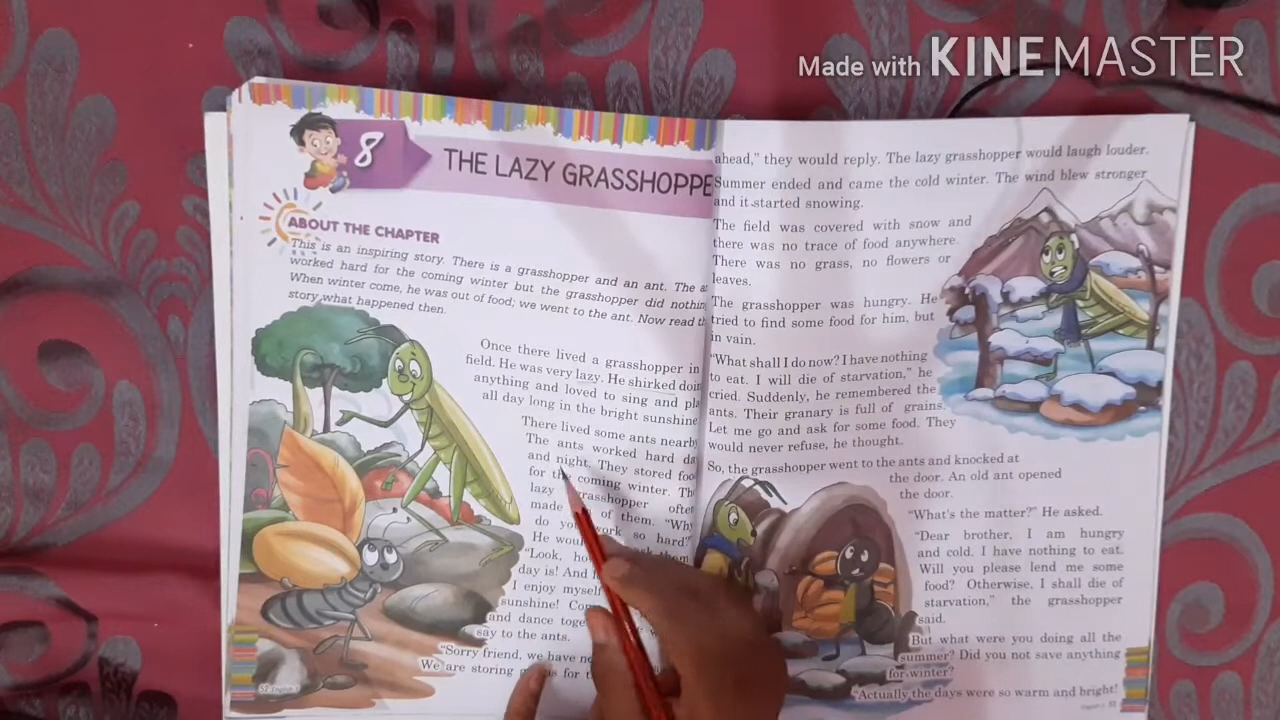 Made with KINEMASTER
8
THE LAZY GRASSHOPPE
ABOUT THE CHAPTER
This is an inspiring story. There is a grasshopper and an ant. The a
worked hard for the coming winter but the grasshopper did nothin
When winter come, he was out of food; we went to the ant. Now read th
story what happened then.
Once there lived a grasshopper in
field. He was very lazy. He shirked doin
anything and loved to sing and pla
all day long in the bright sunshine
There lived some ants nearby
The ants worked hard da
and night. They stored foo
for the coming winter. Th
lazy grasshopper ofte
made of them. "Why
do you work so hard?"
He wou ask them
"Look, ho
day is! And
I enjoy myself
sunshine! Com
and dance toge
say to the ants.
"Sorry friend, we have no
We are storing for t
ahead," they would reply. The lazy grasshopper would laugh louder.
Summer ended and came the cold winter. The wind blew stronger
and it started snowing.
The field was covered with snow and
there was no trace of food anywhere.
There was no grass, no flowers or
leaves.
The grasshopper was hungry. He
tried to find some food for him, but
in vain.
"What shall I do now? I have nothing
to eat. I will die of starvation," he
cried. Suddenly, he remembered the
ants. Their granary is full of grains.
Let me go and ask for some food. They
would never refuse, he thought.
So, the grasshopper went to the ants and knocked at
the door. An old ant opened
the door.
"What's the matter?" He asked.
"Dear brother, I am hungry
and cold. I have nothing to eat.
Will you please lend me some
food? Otherwise, I shall die of
starvation," the grasshopper
said.
But what were you doing all the
summer? Did you not save anything
for winter?
"Actually the days were so warm and bright!